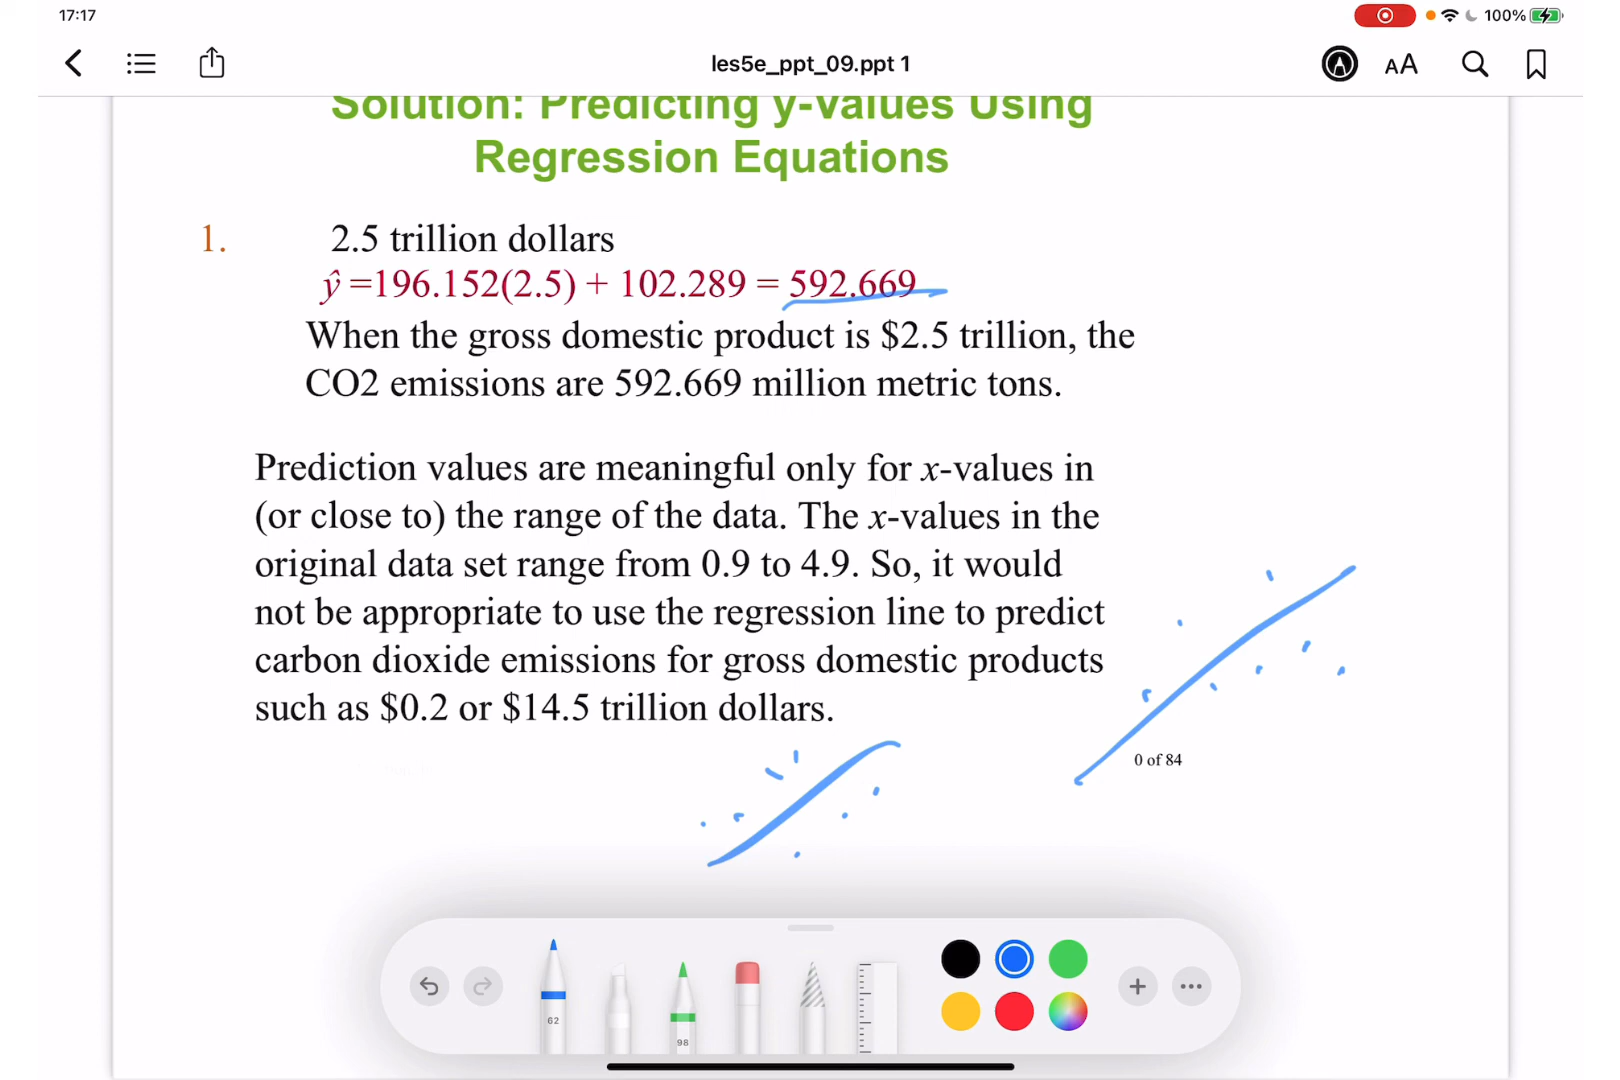 17:17
100%
les5e_ppt_09.ppt 1
AA
Solution: Predicting y-Values Using
Regression Equations
1. 2.5 trillion dollars
ŷ =196.152(2.5) + 102.289 = 592.669
When the gross domestic product is $2.5 trillion, the
CO2 emissions are 592.669 million metric tons.
Prediction values are meaningful only for x-values in
(or close to) the range of the data. The x-values in the
original data set range from 0.9 to 4.9. So, it would
not be appropriate to use the regression line to predict
carbon dioxide emissions for gross domestic products
such as $0.2 or $14.5 trillion dollars.
0 of 84
62
98